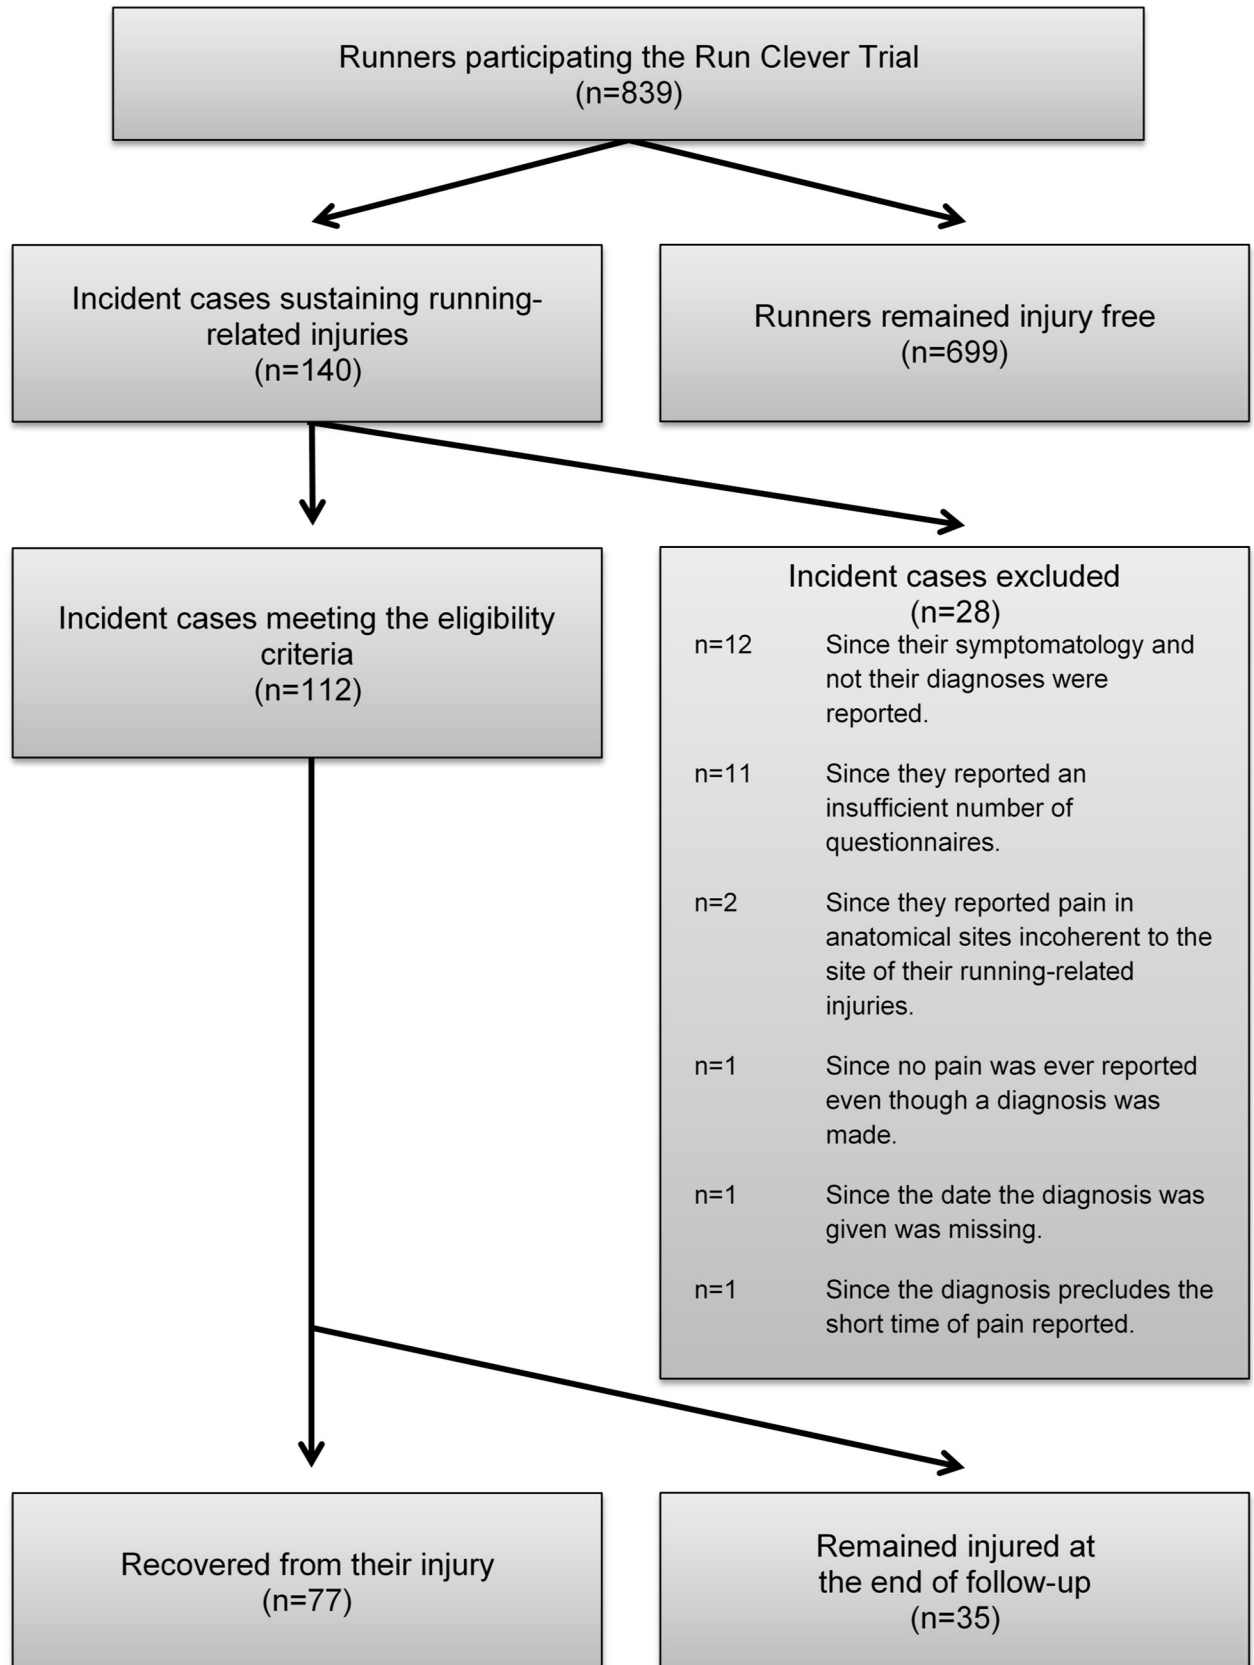 Runners participating the Run Clever Trial
(n=839)
Incident cases sustaining running-
related injuries
(n=140)
Runners remained injury free
(n=699)
Incident cases meeting the eligibility
criteria
(n=112)
Incident cases excluded
(n=28)
n=12 Since their symptomatology and
not their diagnoses were
reported.
n=11 Since they reported an
insufficient number of
questionnaires.
n=2 Since they reported pain in
anatomical sites incoherent to the
site of their running-related
injuries.
n=1 Since no pain was ever reported
even though a diagnosis was
made.
n=1 Since the date the diagnosis was
given was missing.
n=1 Since the diagnosis precludes the
short time of pain reported.
Recovered from their injury
(n=77)
Remained injured at
the end of follow-up
(n=35)